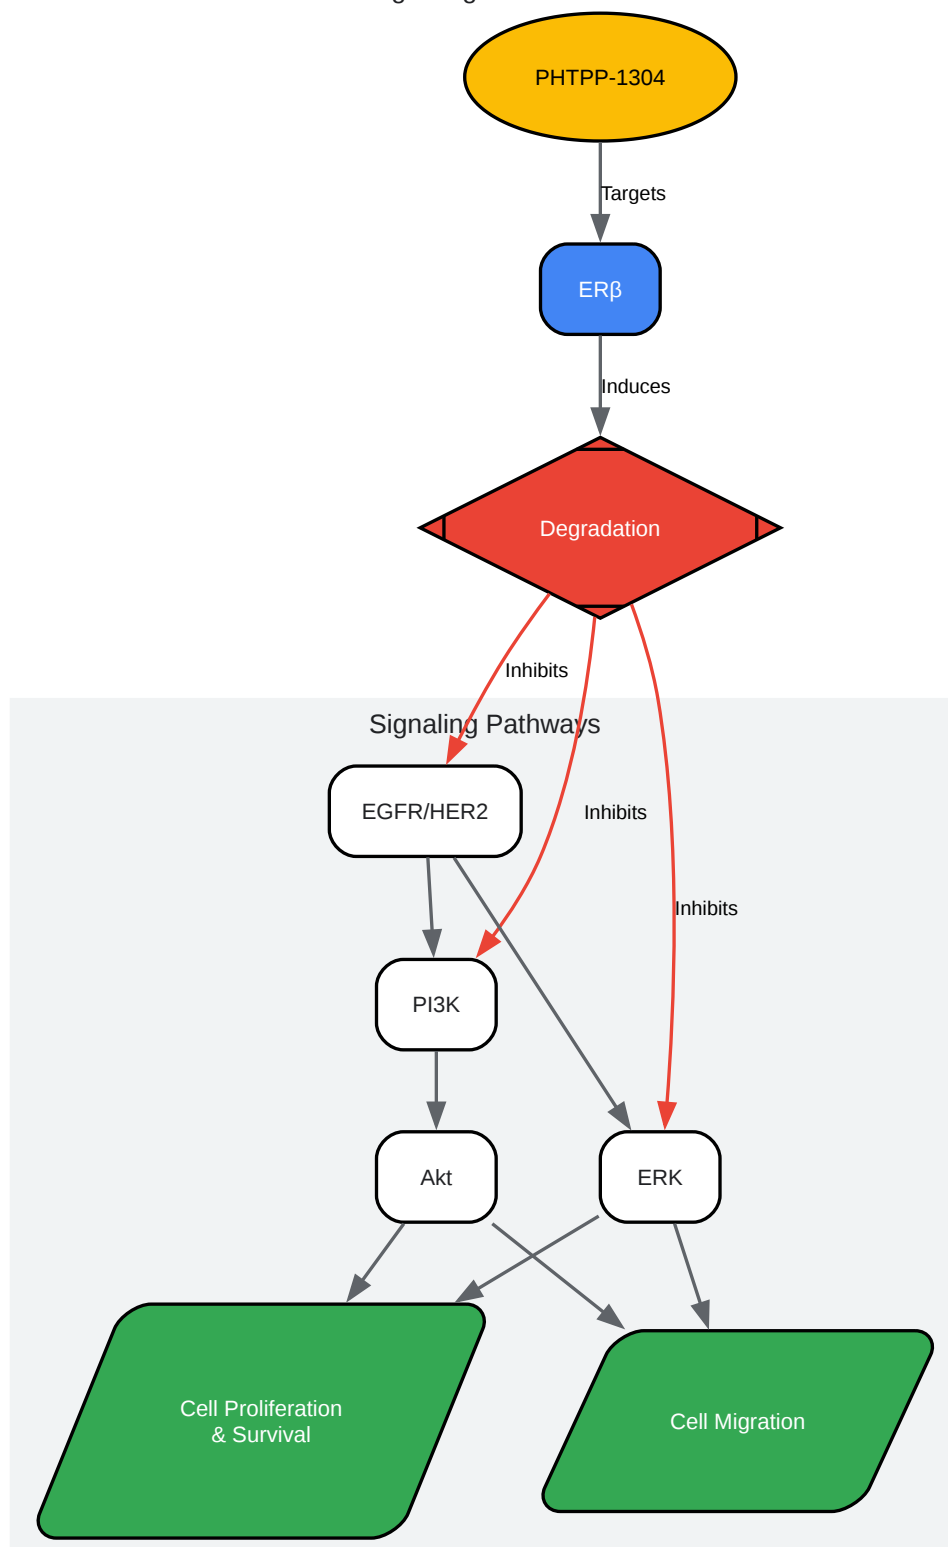 PHTPP-1304
Targets
ERβ
Induces
Degradation
Inhibits
Signaling Pathways
EGFR/HER2
Inhibits
Inhibits
PI3K
Akt
ERK
Cell Proliferation
& Survival
Cell Migration